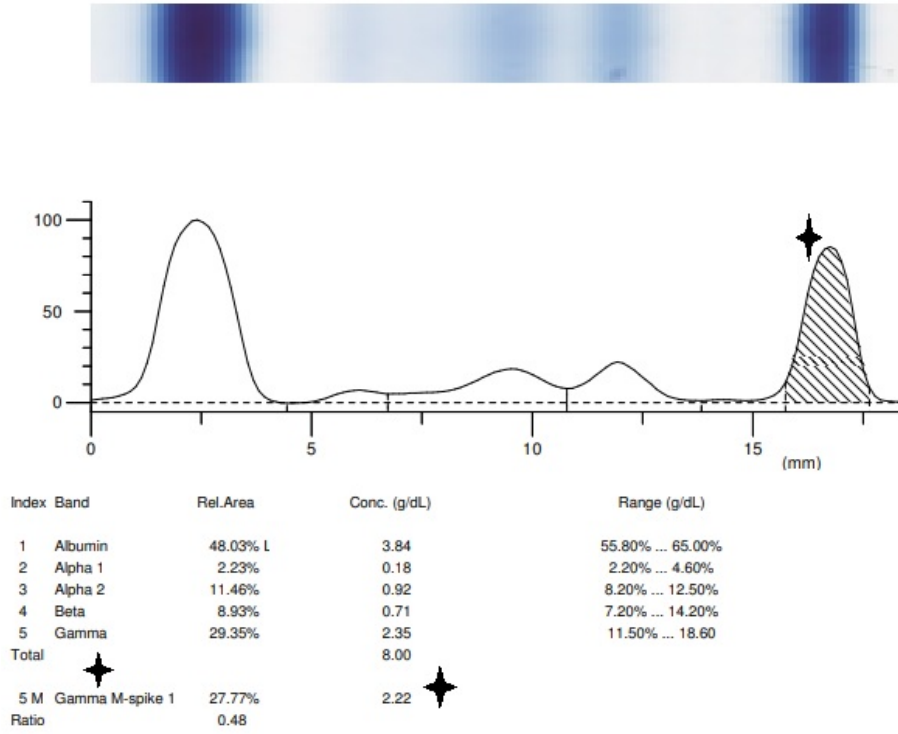 100
50
0
0 5 10 15
(mm)
Index Band Rel.Area Conc. (g/dL) Range (g/dL)
1 Albumin 48.03% L 3.84 55.80% ... 65.00%
2 Alpha 1 2.23% 0.18 2.20% ... 4.60%
3 Alpha 2 11.46% 0.92 8.20% ... 12.50%
4 Beta 8.93% 0.71 7.20% ... 14.20%
5 Gamma 29.35% 2.35 11.50% ... 18.60
Total 8.00
5 M Gamma M-spike 1 27.77% 2.22
Ratio 0.48